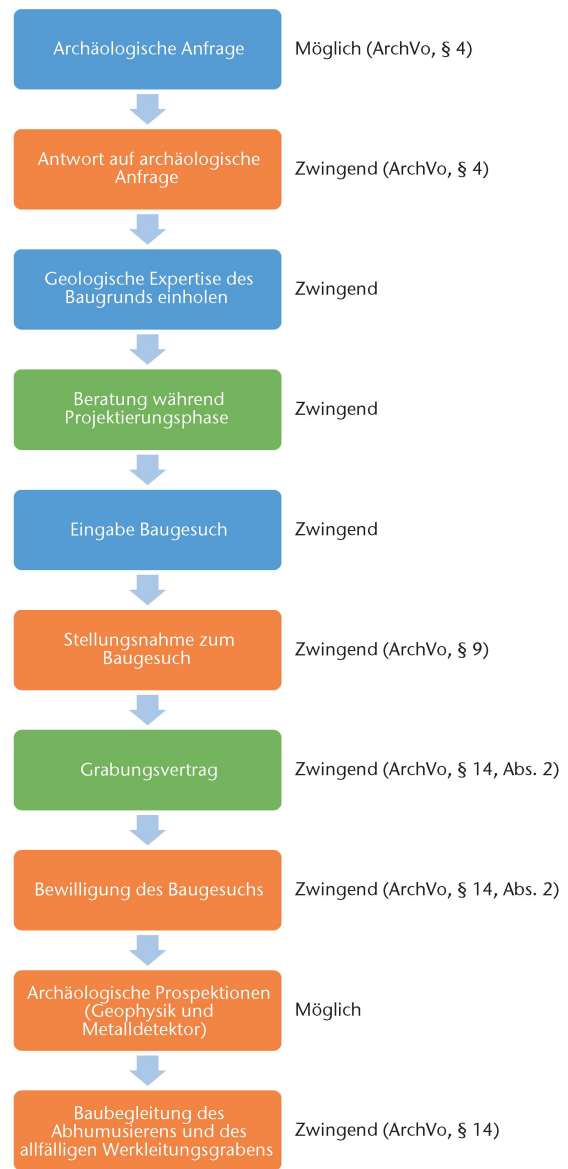 Archäologische Anfrage
Möglich (ArchVo, § 4)
Antwort auf archäologische
Anfrage
Zwingend (ArchVo, § 4)
Geologische Expertise des
Baugrunds einholen
Zwingend
Beratung während
Projektierungsphase
Zwingend
Eingabe Baugesuch
Zwingend
Stellungsnahme zum
Baugesuch
Zwingend (ArchVo, § 9)
Grabungsvertrag
Zwingend (ArchVo, § 14, Abs. 2)
Bewilligung des Baugesuchs
Zwingend (ArchVo, § 14, Abs. 2)
Archäologische Prospektionen
(Geophysik und
Metalldetektor)
Möglich
Baubegleitung des
Abhumusierens und des
allfälligen Werkleitungsgrabens
Zwingend (ArchVo, § 14)